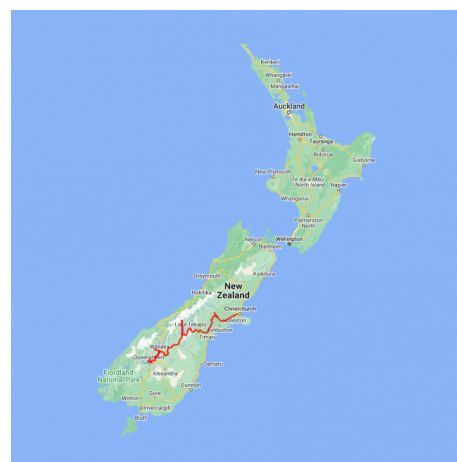 Kerikeri
Whangārei
Mangawhai
Auckland
Hamilton
Tauranga
Rotorua
Gisborne
New Plymouth
Te Ika-a-Māui
/North Island
Napier
Whanganui
Palmerston
North
Nelson
Wellington
Blenheim
Greymouth
Kaikōura
New
Zealand
Hokitika
Christchurch
Lake Tekapo
Ashburton
Timaru
Wānaka
Queenstown
Oamaru
Fiordland
National Park
Alexandra
Dunedin
Gore
Winton
Invercargill
Bluff